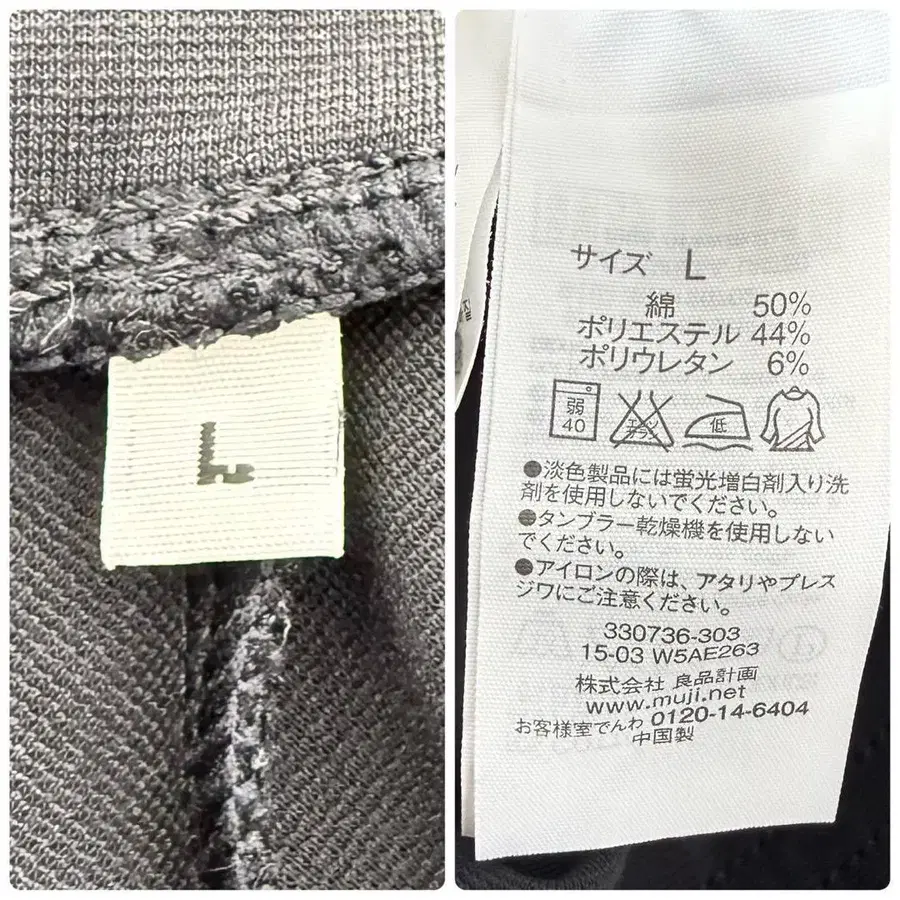 L
サイズ L
綿 50%
ポリエステル 44%
ポリウレタン 6%
弱
40
エンソ
サラン
低
●淡色製品には蛍光増白剤入り洗
剤を使用しないでください。
●タンブラー乾燥機を使用しない
でください。
●アイロンの際は、アタリやプレス
ジワにご注意ください。
330736-303
15-03 W5AE263
株式会社 良品計画
www.muji.net
お客様室でんわ 0120-14-6404
中国製